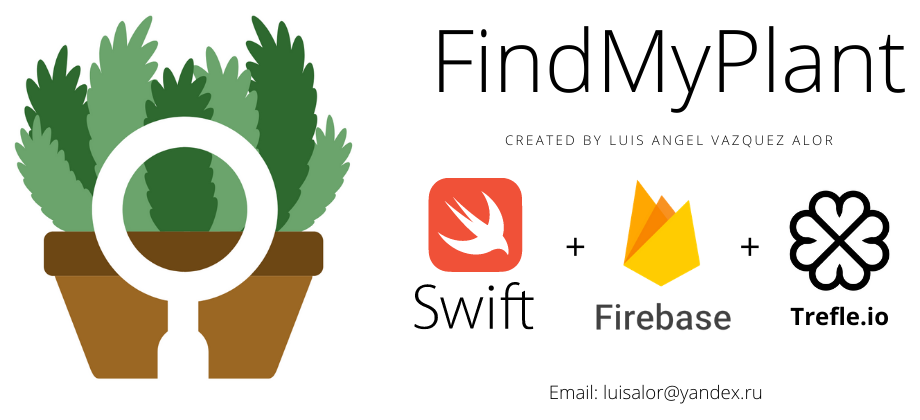 FindMyPlant
CREATED BY LUIS ANGEL VAZQUEZ ALOR
+ +
Swift
Firebase
Trefle.io
Email: luisalor@yandex.ru